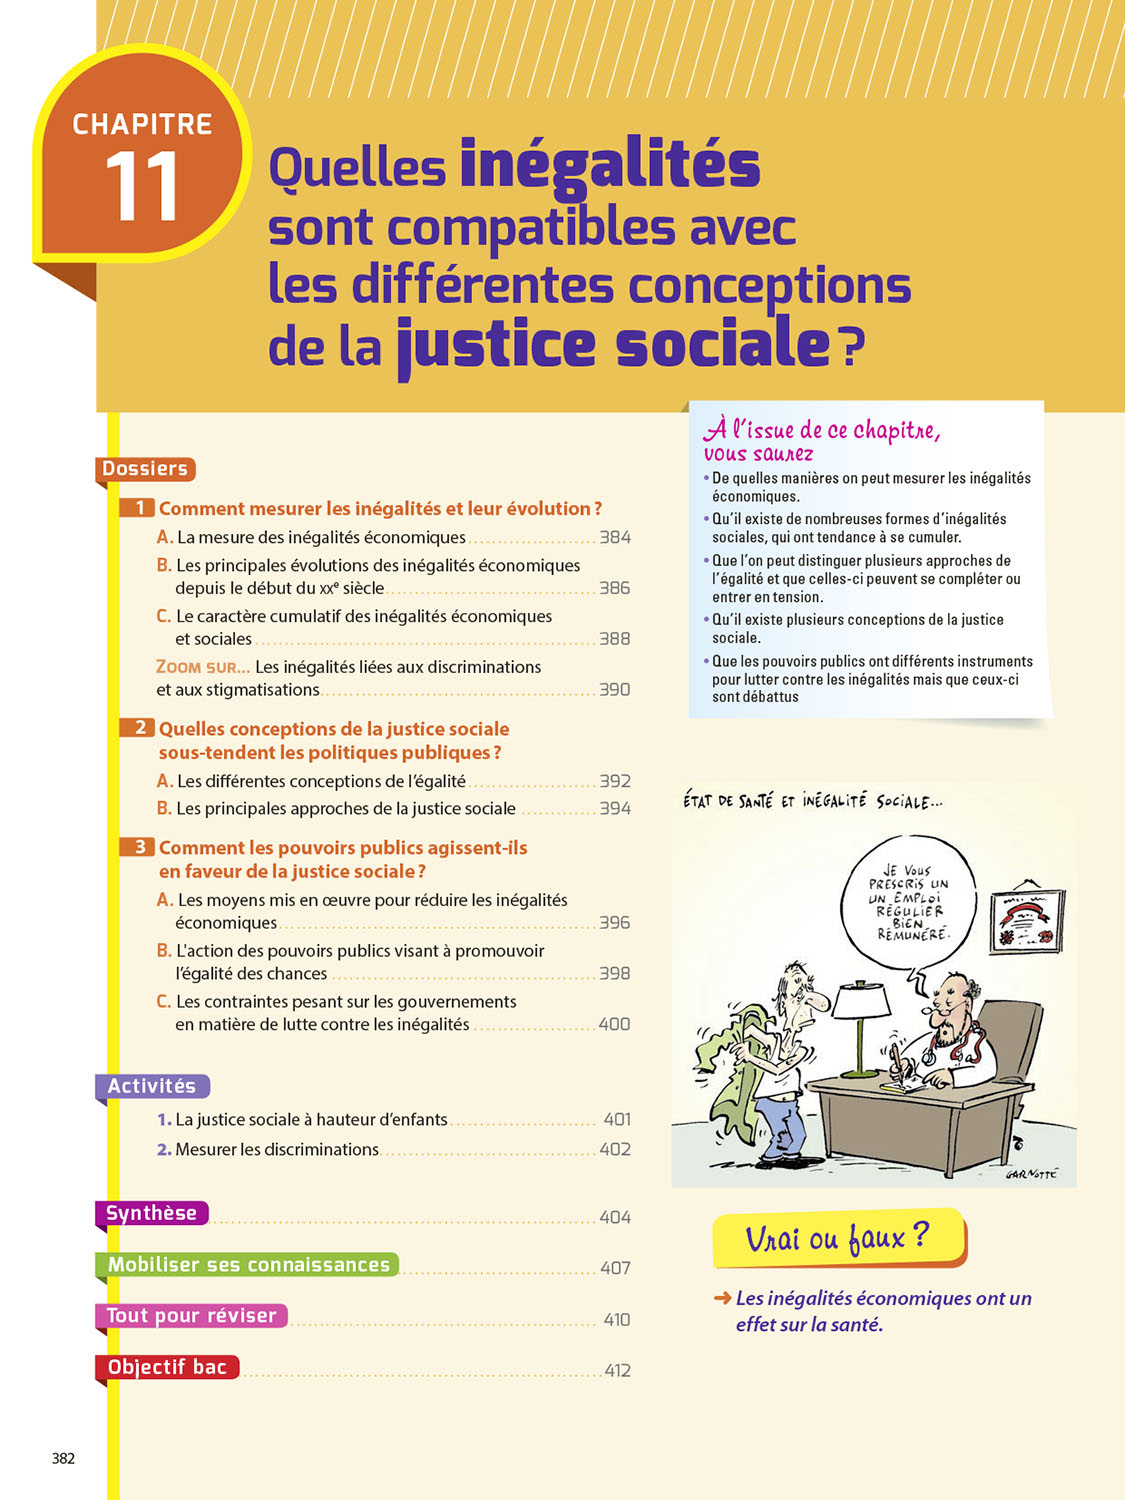 CHAPITRE
11
Quelles inégalités
sont compatibles avec
les différentes conceptions
de la justice sociale ?
À l'issue de ce chapitre,
vous saurez
• De quelles manières on peut mesurer les inégalités
économiques.
• Qu'il existe de nombreuses formes d'inégalités
sociales, qui ont tendance à se cumuler.
• Que l'on peut distinguer plusieurs approches de
l'égalité et que celles-ci peuvent se compléter ou
entrer en tension.
• Qu'il existe plusieurs conceptions de la justice
sociale.
• Que les pouvoirs publics ont différents instruments
pour lutter contre les inégalités mais que ceux-ci
sont débattus
Dossiers
1 Comment mesurer les inégalités et leur évolution ?
A. La mesure des inégalités économiques 384
B. Les principales évolutions des inégalités économiques
depuis le début du XXe siècle 386
C. Le caractère cumulatif des inégalités économiques
et sociales 388
ZOOM SUR... Les inégalités liées aux discriminations
et aux stigmatisations 390
2 Quelles conceptions de la justice sociale
sous-tendent les politiques publiques ?
A. Les différentes conceptions de l'égalité 392
B. Les principales approches de la justice sociale 394
3 Comment les pouvoirs publics agissent-ils
en faveur de la justice sociale ?
A. Les moyens mis en œuvre pour réduire les inégalités
économiques 396
B. L'action des pouvoirs publics visant à promouvoir
l'égalité des chances 398
C. Les contraintes pesant sur les gouvernements
en matière de lutte contre les inégalités 400
Activités
1. La justice sociale à hauteur d'enfants 401
2. Mesurer les discriminations 402
Synthèse 404
Mobiliser ses connaissances 407
Tout pour réviser 410
Objectif bac 412
ÉTAT DE SANTÉ ET INÉGALITÉ SOCIALE...
JE VOUS
PRESCRIS UN
UN EMPLOI
RÉGULIER
BIEN
RÉMUNÉRÉ.
GARNOTTE
Vrai ou faux ?
➜ Les inégalités économiques ont un
effet sur la santé.
382